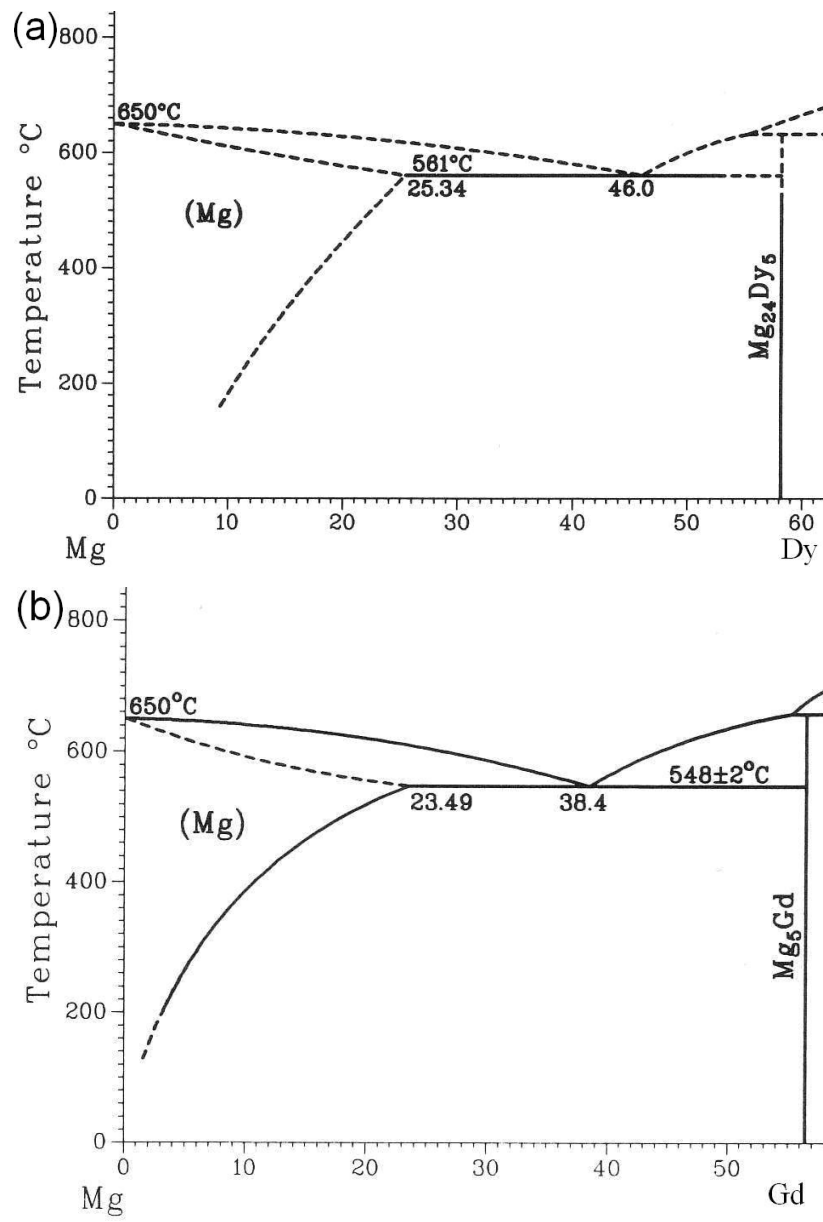 (a)
800
650°C
600
561°C
25.34
46.0
(Mg)
400
200
0
Temperature °C
Mg₂₄Dy₅
0 10 20 30 40 50 60
Mg
Dy
(b)
800
650°C
600
548±2°C
23.49
38.4
(Mg)
400
200
0
Temperature °C
Mg₅Gd
0 10 20 30 40 50
Mg
Gd